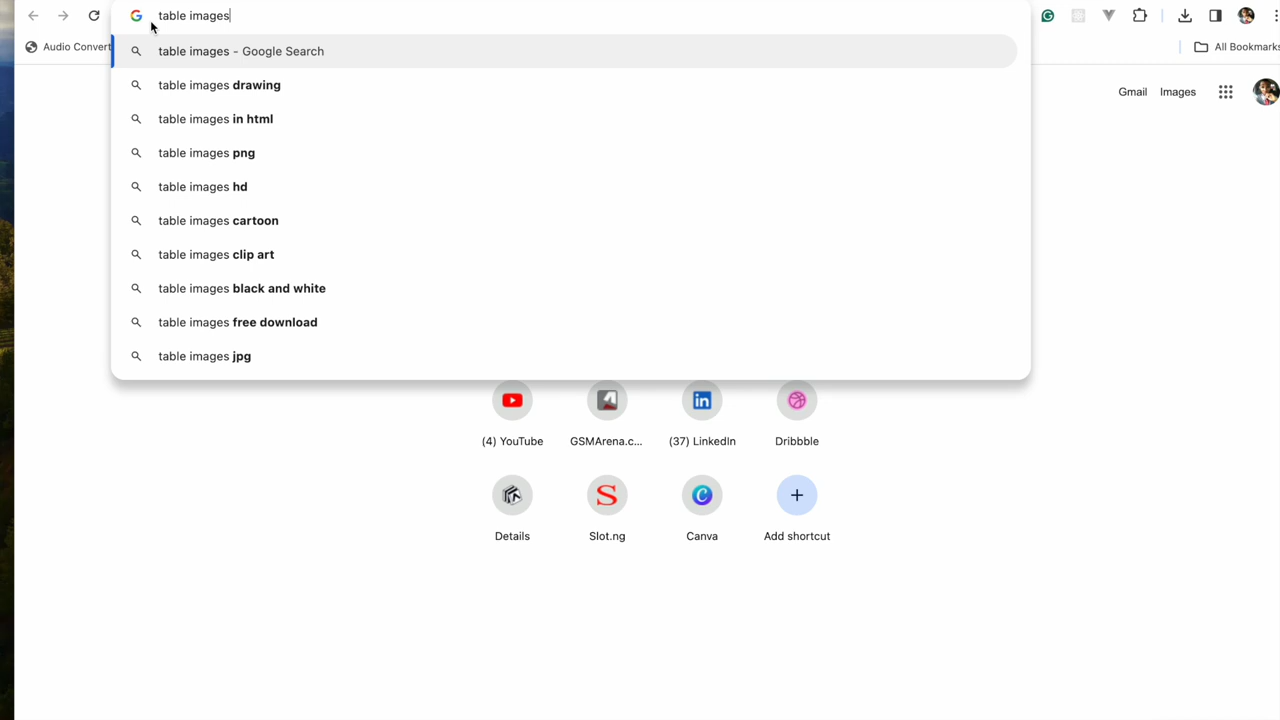 table images
Audio Convert
All Bookmarks
table images - Google Search
table images drawing
table images in html
table images png
table images hd
table images cartoon
table images clip art
table images black and white
table images free download
table images jpg
Gmail Images
(4) YouTube
GSMArena.c...
(37) LinkedIn
Dribbble
Details
Slot.ng
Canva
Add shortcut